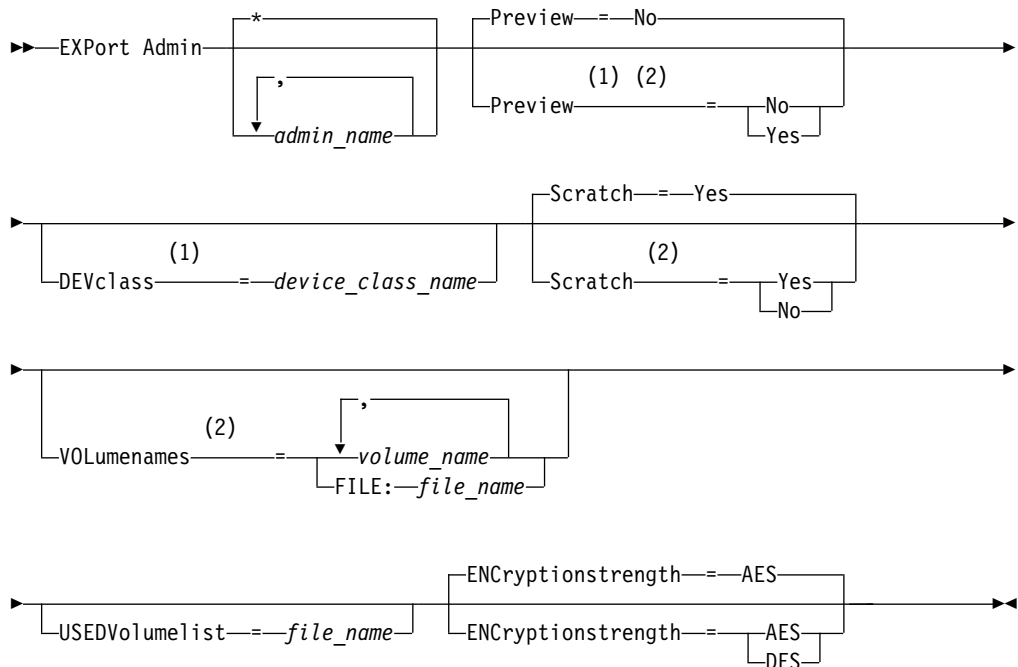 * Preview = No
EXPort Admin
, (1) (2)
Preview = No
admin_name Yes
Scratch = Yes
(1) (2)
DEVclass = device_class_name Scratch = Yes
No
,
(2)
VOLumenames = volume_name
FILE: file_name
ENCryptionstrength = AES
USEDVolumelist = file_name ENCryptionstrength = AES
DES